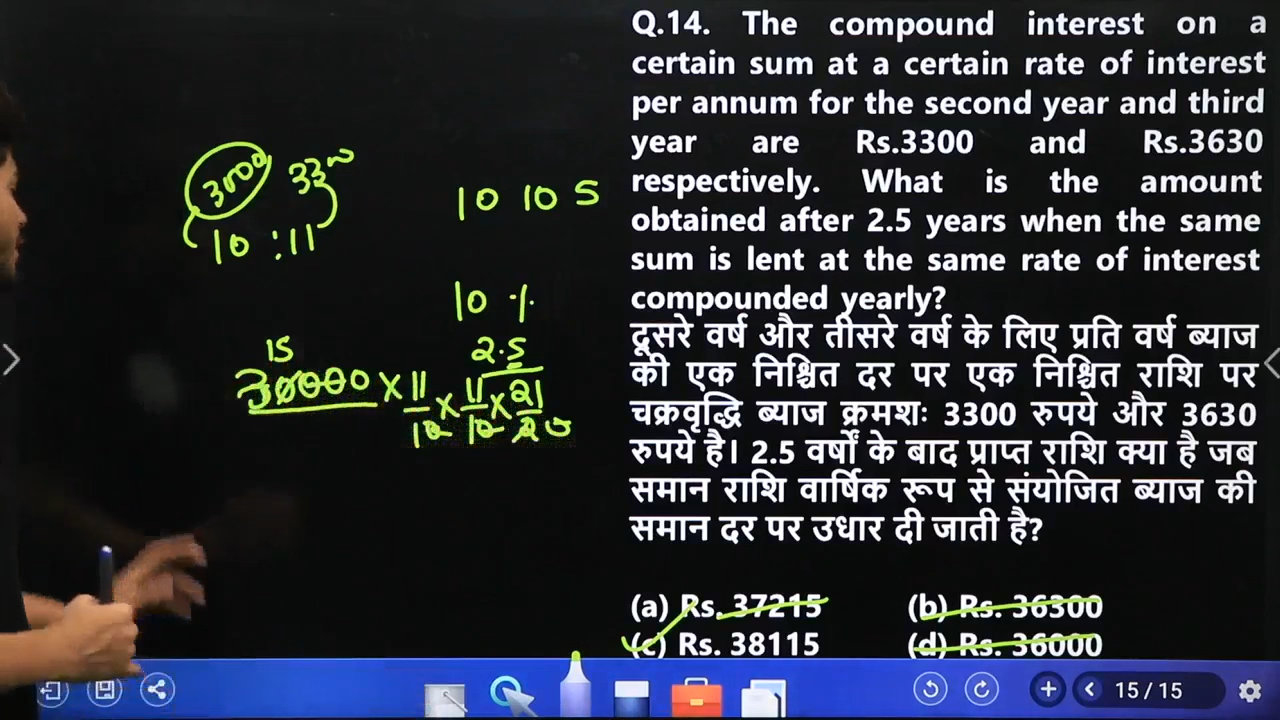 Q.14. The compound interest on a
certain sum at a certain rate of interest
per annum for the second year and third
year are Rs.3300 and Rs.3630
respectively. What is the amount
obtained after 2.5 years when the same
sum is lent at the same rate of interest
compounded yearly?
दूसरे वर्ष और तीसरे वर्ष के लिए प्रति वर्ष ब्याज
की एक निश्चित दर पर एक निश्चित राशि पर
चक्रवृद्धि ब्याज क्रमशः 3300 रुपये और 3630
रुपये है। 2.5 वर्षों के बाद प्राप्त राशि क्या है जब
समान राशि वार्षिक रूप से संयोजित ब्याज की
समान दर पर उधार दी जाती है?
(a) Rs. 37215 (b) Rs. 36300
(c) Rs. 38115 (d) Rs. 36000
3000 3300
10 : 11
10 10 5
10 %
2.5
15
30000 × 11/10 × 11/10 × 21/20
15 / 15